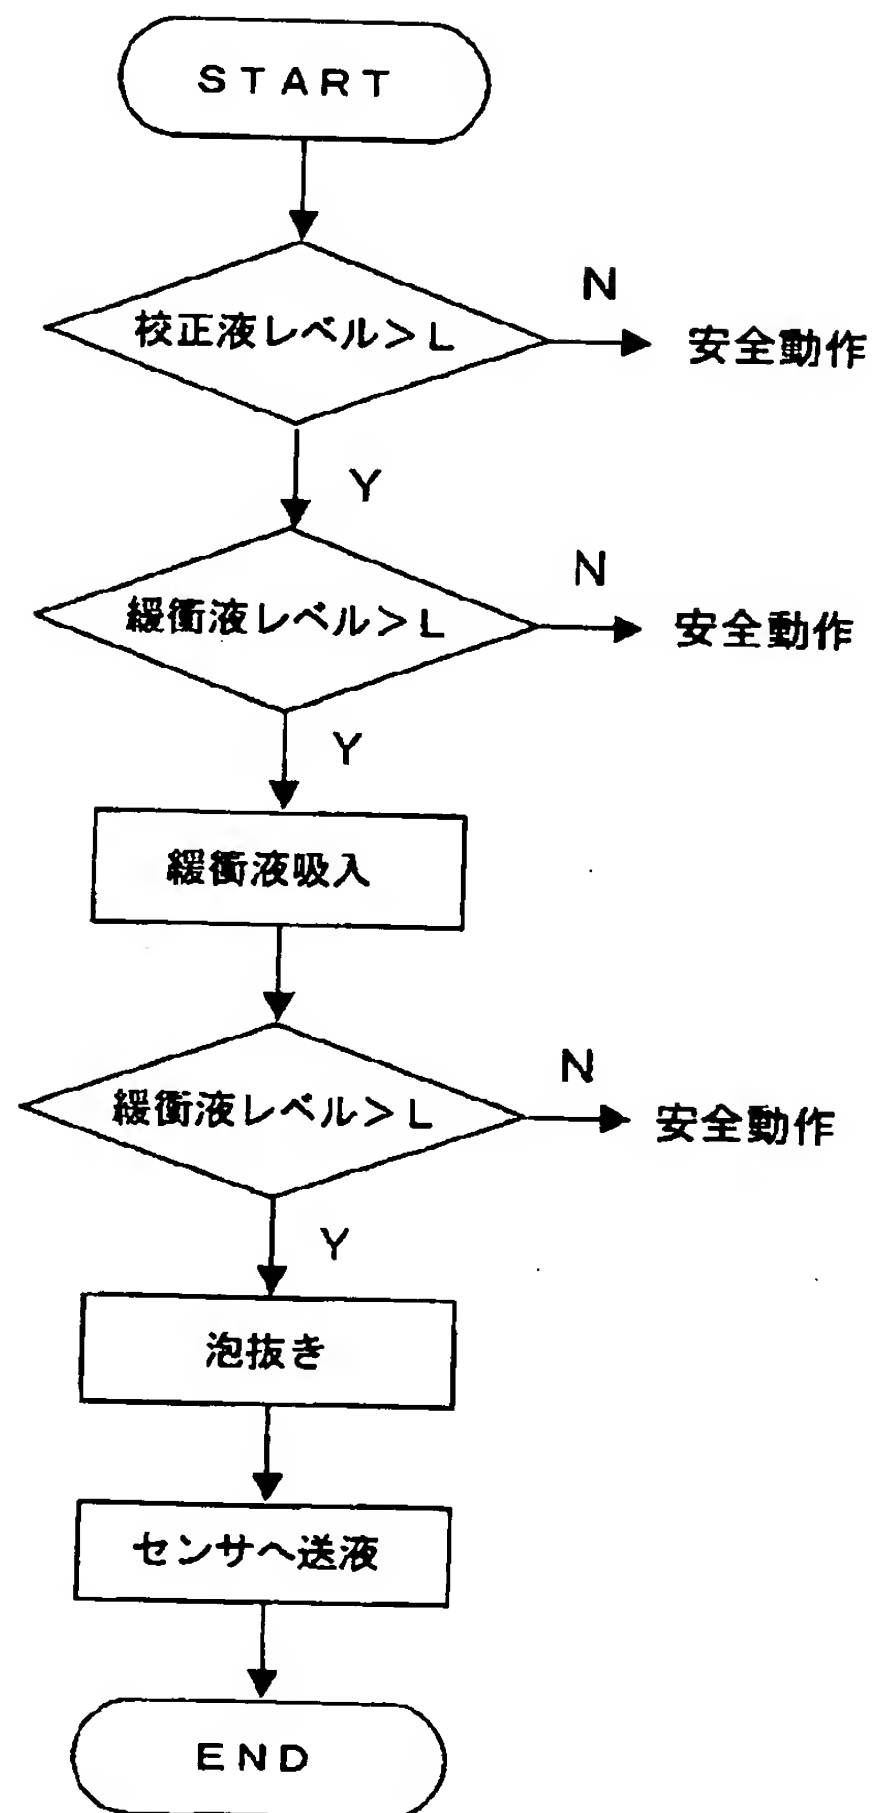 START
校正液レベル＞L
N
安全動作
Y
緩衝液レベル＞L
N
安全動作
Y
緩衝液吸入
緩衝液レベル＞L
N
安全動作
Y
泡抜き
センサへ送液
END